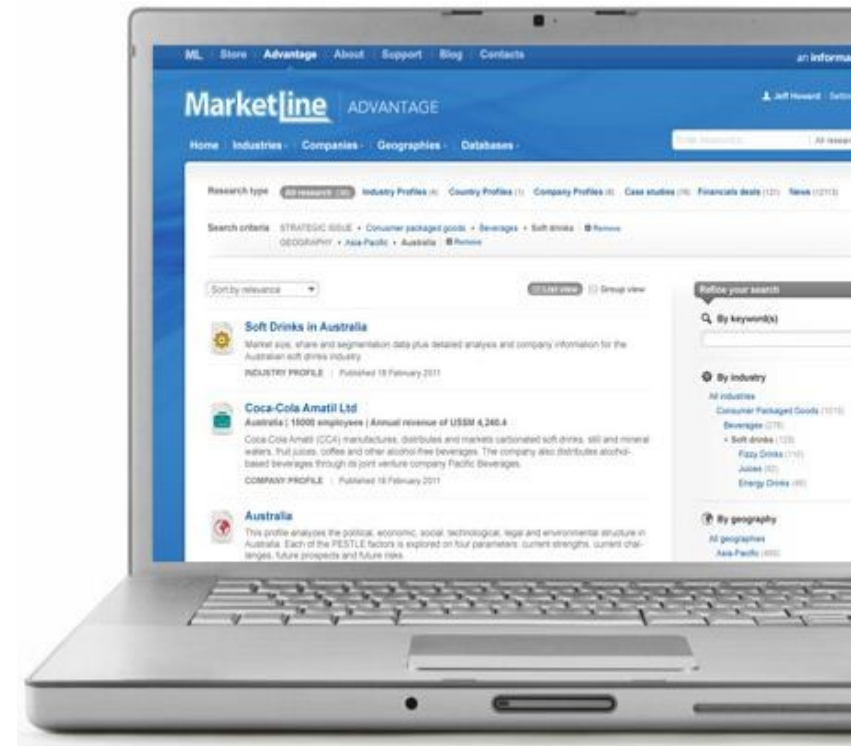 ML Store Advantage About Support Blog Contacts
an informa
Marketline ADVANTAGE
Jeff Howard
Home Industries Companies Geographies Databases
Research type All research Industry Profiles Country Profiles (1) Company Profiles Case studies Financials deals News
Search criteria STRATEGIC ISSUE • Consumer packaged goods • Beverages • Soft drinks Remove
GEOGRAPHY • Asia-Pacific • Australia Remove
Sort by relevance
List view Group view
Refine your search
By keyword(s)
Soft Drinks in Australia
Market size, share and segmentation data plus detailed analysis and company information for the
Australian soft drinks industry.
INDUSTRY PROFILE | Published 18 February 2011
Coca-Cola Amatil Ltd
Australia | 15000 employees | Annual revenue of US$M 4,240.4
Coca-Cola Amatil (CCA) manufactures, distributes and markets carbonated soft drinks, still and mineral
waters, fruit juices, coffee and other alcohol-free beverages. The company also distributes alcohol-
based beverages through its joint venture company Pacific Beverages.
COMPANY PROFILE | Published 18 February 2011
Australia
This profile analyzes the political, economic, social, technological, legal and environmental structure in
Australia. Each of the PESTLE factors is explored on four parameters: current strengths, current chal-
lenges, future prospects and future risks.
By industry
All industries
Consumer Packaged Goods
Beverages
• Soft drinks
Fizzy Drinks
Juices
Energy Drinks
By geography
All geographies
Asia-Pacific